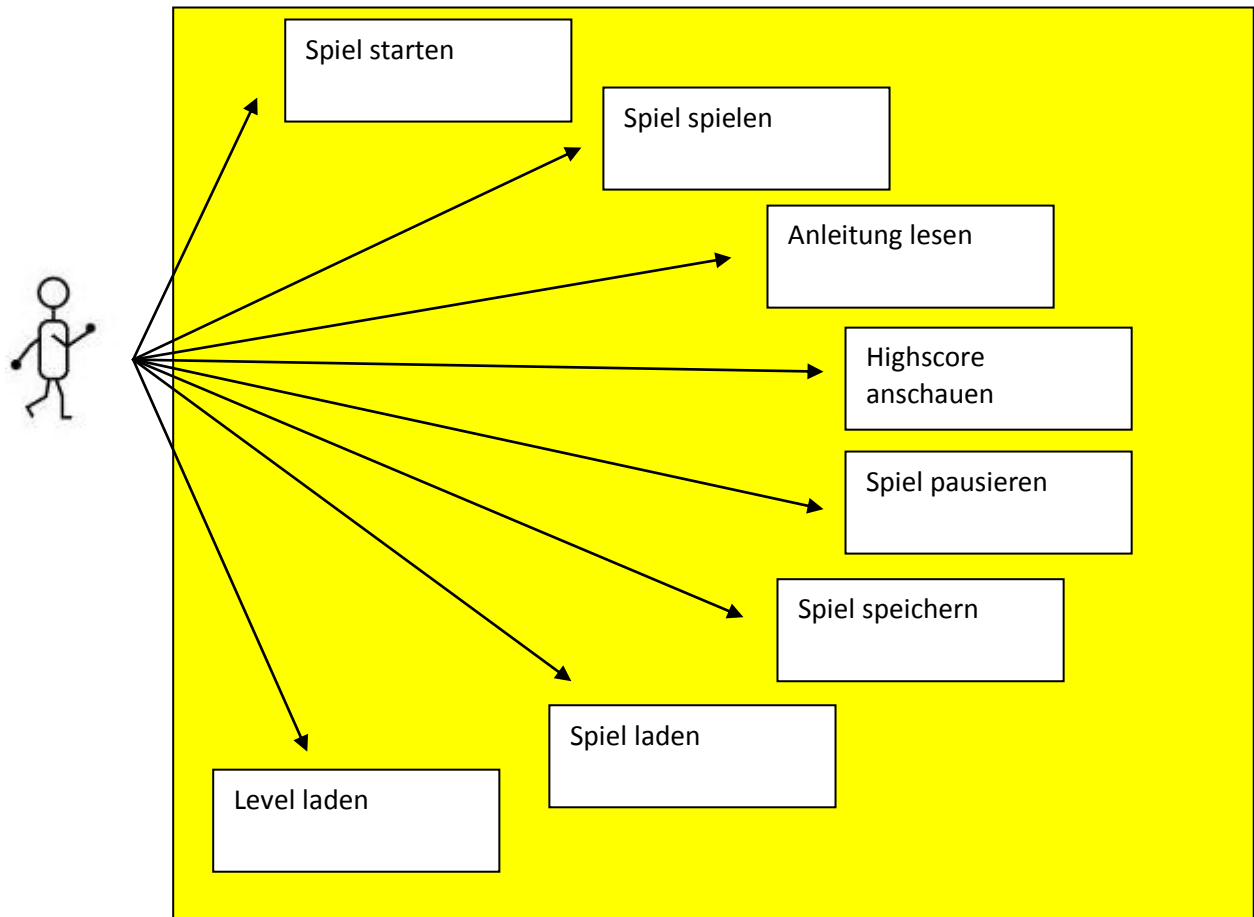 Spiel starten
Spiel spielen
Anleitung lesen
Highscore
anschauen
Spiel pausieren
Spiel speichern
Spiel laden
Level laden